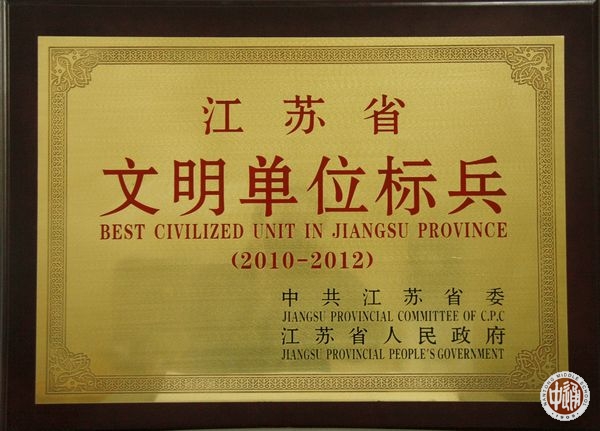 江苏省
文明单位标兵
BEST CIVILIZED UNIT IN JIANGSU PROVINCE
(2010-2012)
中共江苏省委
JIANGSU PROVINCIAL COMMITTEE OF C.P.C
江苏省人民政府
JIANGSU PROVINCIAL PEOPLE'S GOVERNMENT